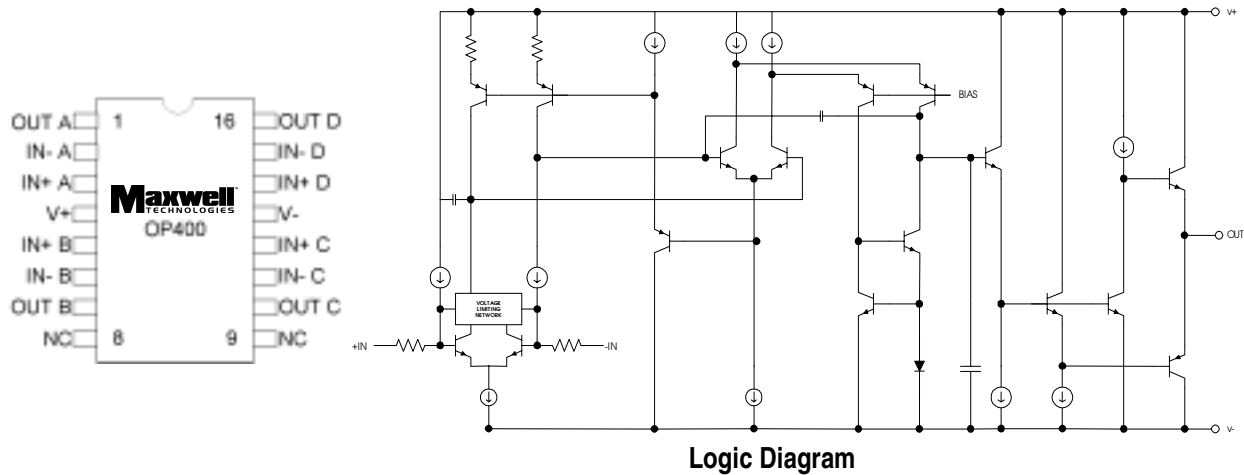 OUT A 1 16 OUT D
IN- A IN- D
IN+ A IN+ D
Maxwell
TECHNOLOGIES
V+ V-
OP400
IN+ B IN+ C
IN- B IN- C
OUT B OUT C
NC 8 9 NC
V+
BIAS
OUT
VOLTAGE
LIMITING
NETWORK
+IN -IN
V-
Logic Diagram